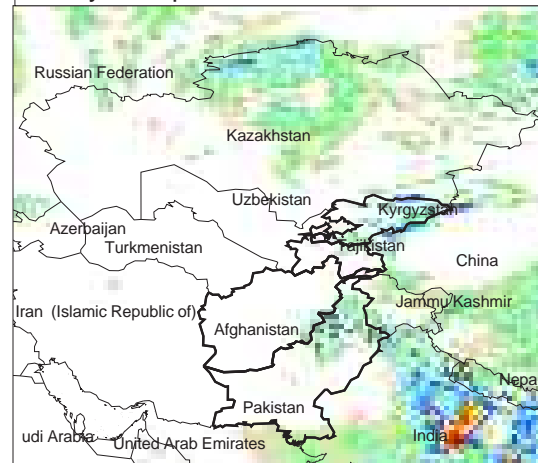 Russian Federation
Kazakhstan
Uzbekistan
Kyrgyzstan
Azerbaijan
Turkmenistan
Tajikistan
China
Iran (Islamic Republic of)
Jammu Kashmir
Afghanistan
Nepa
Pakistan
udi Arabia
United Arab Emirates
India